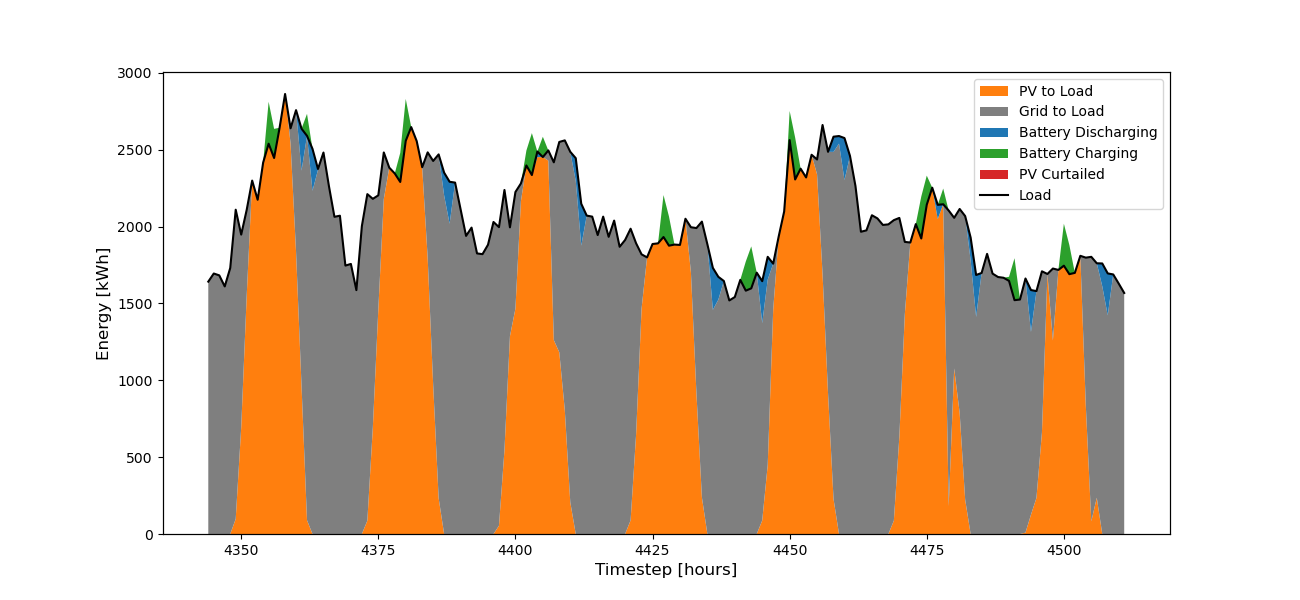 3000
2500
2000
1500
1000
500
0
Energy [kWh]
4350
4375
4400
4425
4450
4475
4500
Timestep [hours]
PV to Load
Grid to Load
Battery Discharging
Battery Charging
PV Curtailed
Load